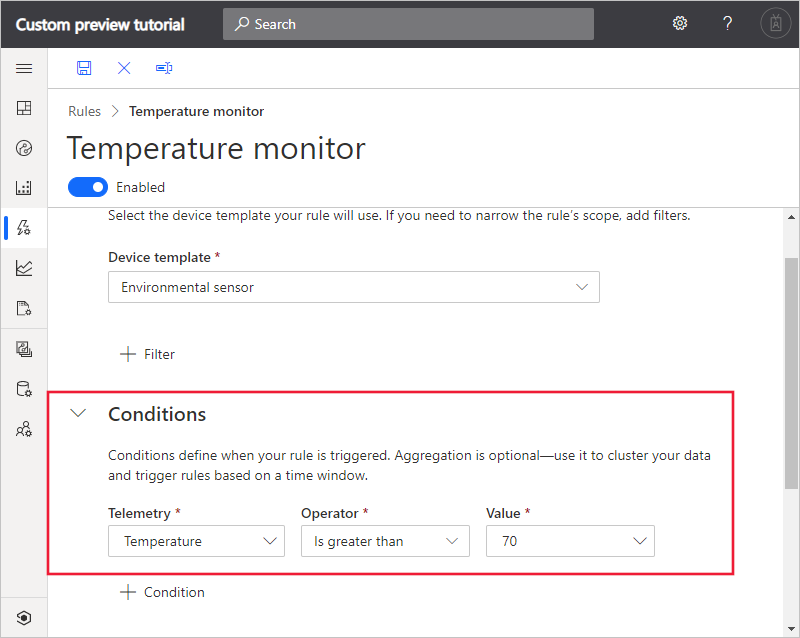 Custom preview tutorial
Search
?
Rules > Temperature monitor
Temperature monitor
Enabled
Select the device template your rule will use. If you need to narrow the rule's scope, add filters.
Device template *
Environmental sensor
+ Filter
Conditions
Conditions define when your rule is triggered. Aggregation is optional—use it to cluster your data
and trigger rules based on a time window.
Telemetry * Operator * Value *
Temperature Is greater than 70
+ Condition